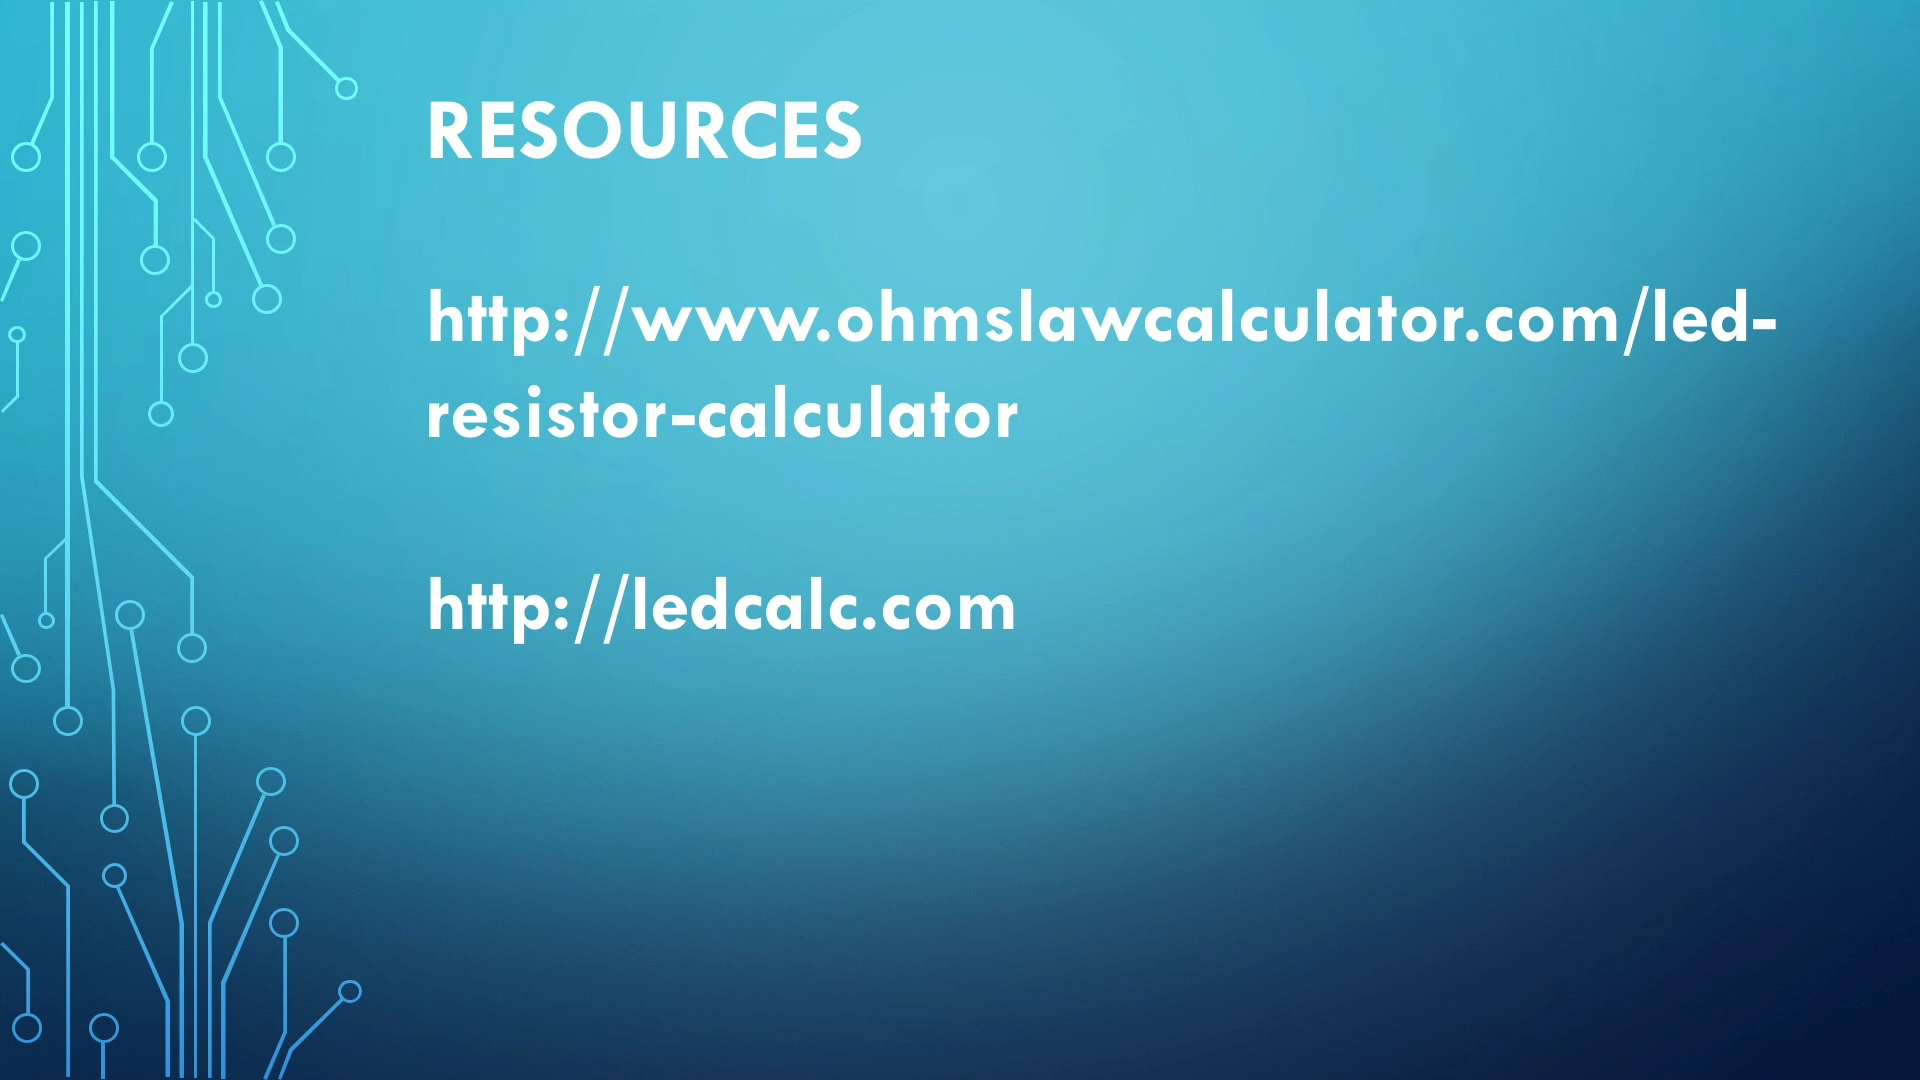 RESOURCES
http://www.ohmslawcalculator.com/led-
resistor-calculator
http://ledcalc.com